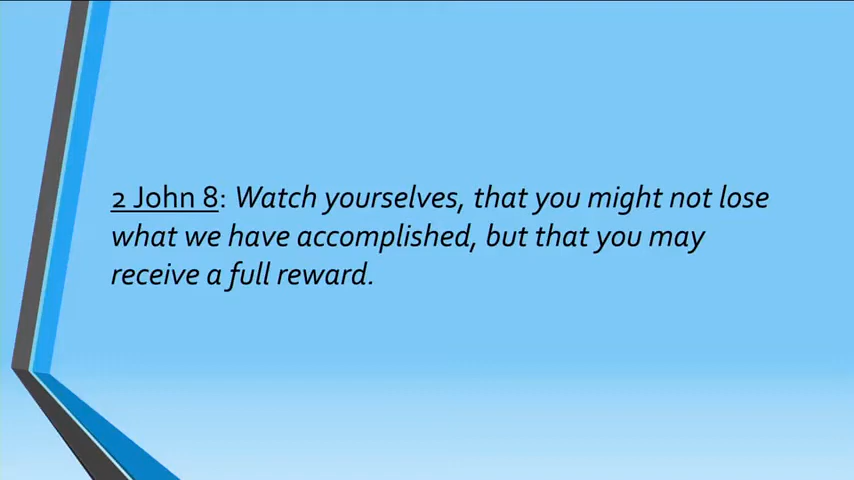 2 John 8: Watch yourselves, that you might not lose
what we have accomplished, but that you may
receive a full reward.